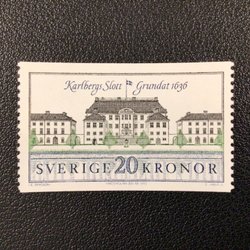 Karlbergs Slott Grundat 1636
SVERIGE 20 KRONOR